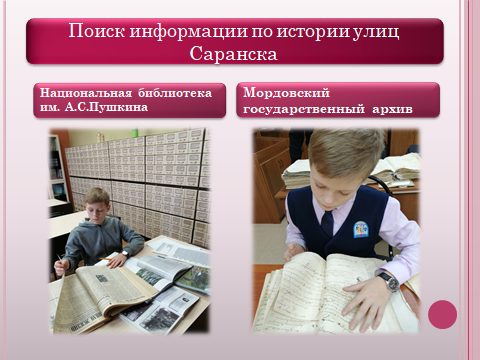 Поиск информации по истории улиц
Саранска
Национальная библиотека
им. А.С.Пушкина
Мордовский
государственный архив